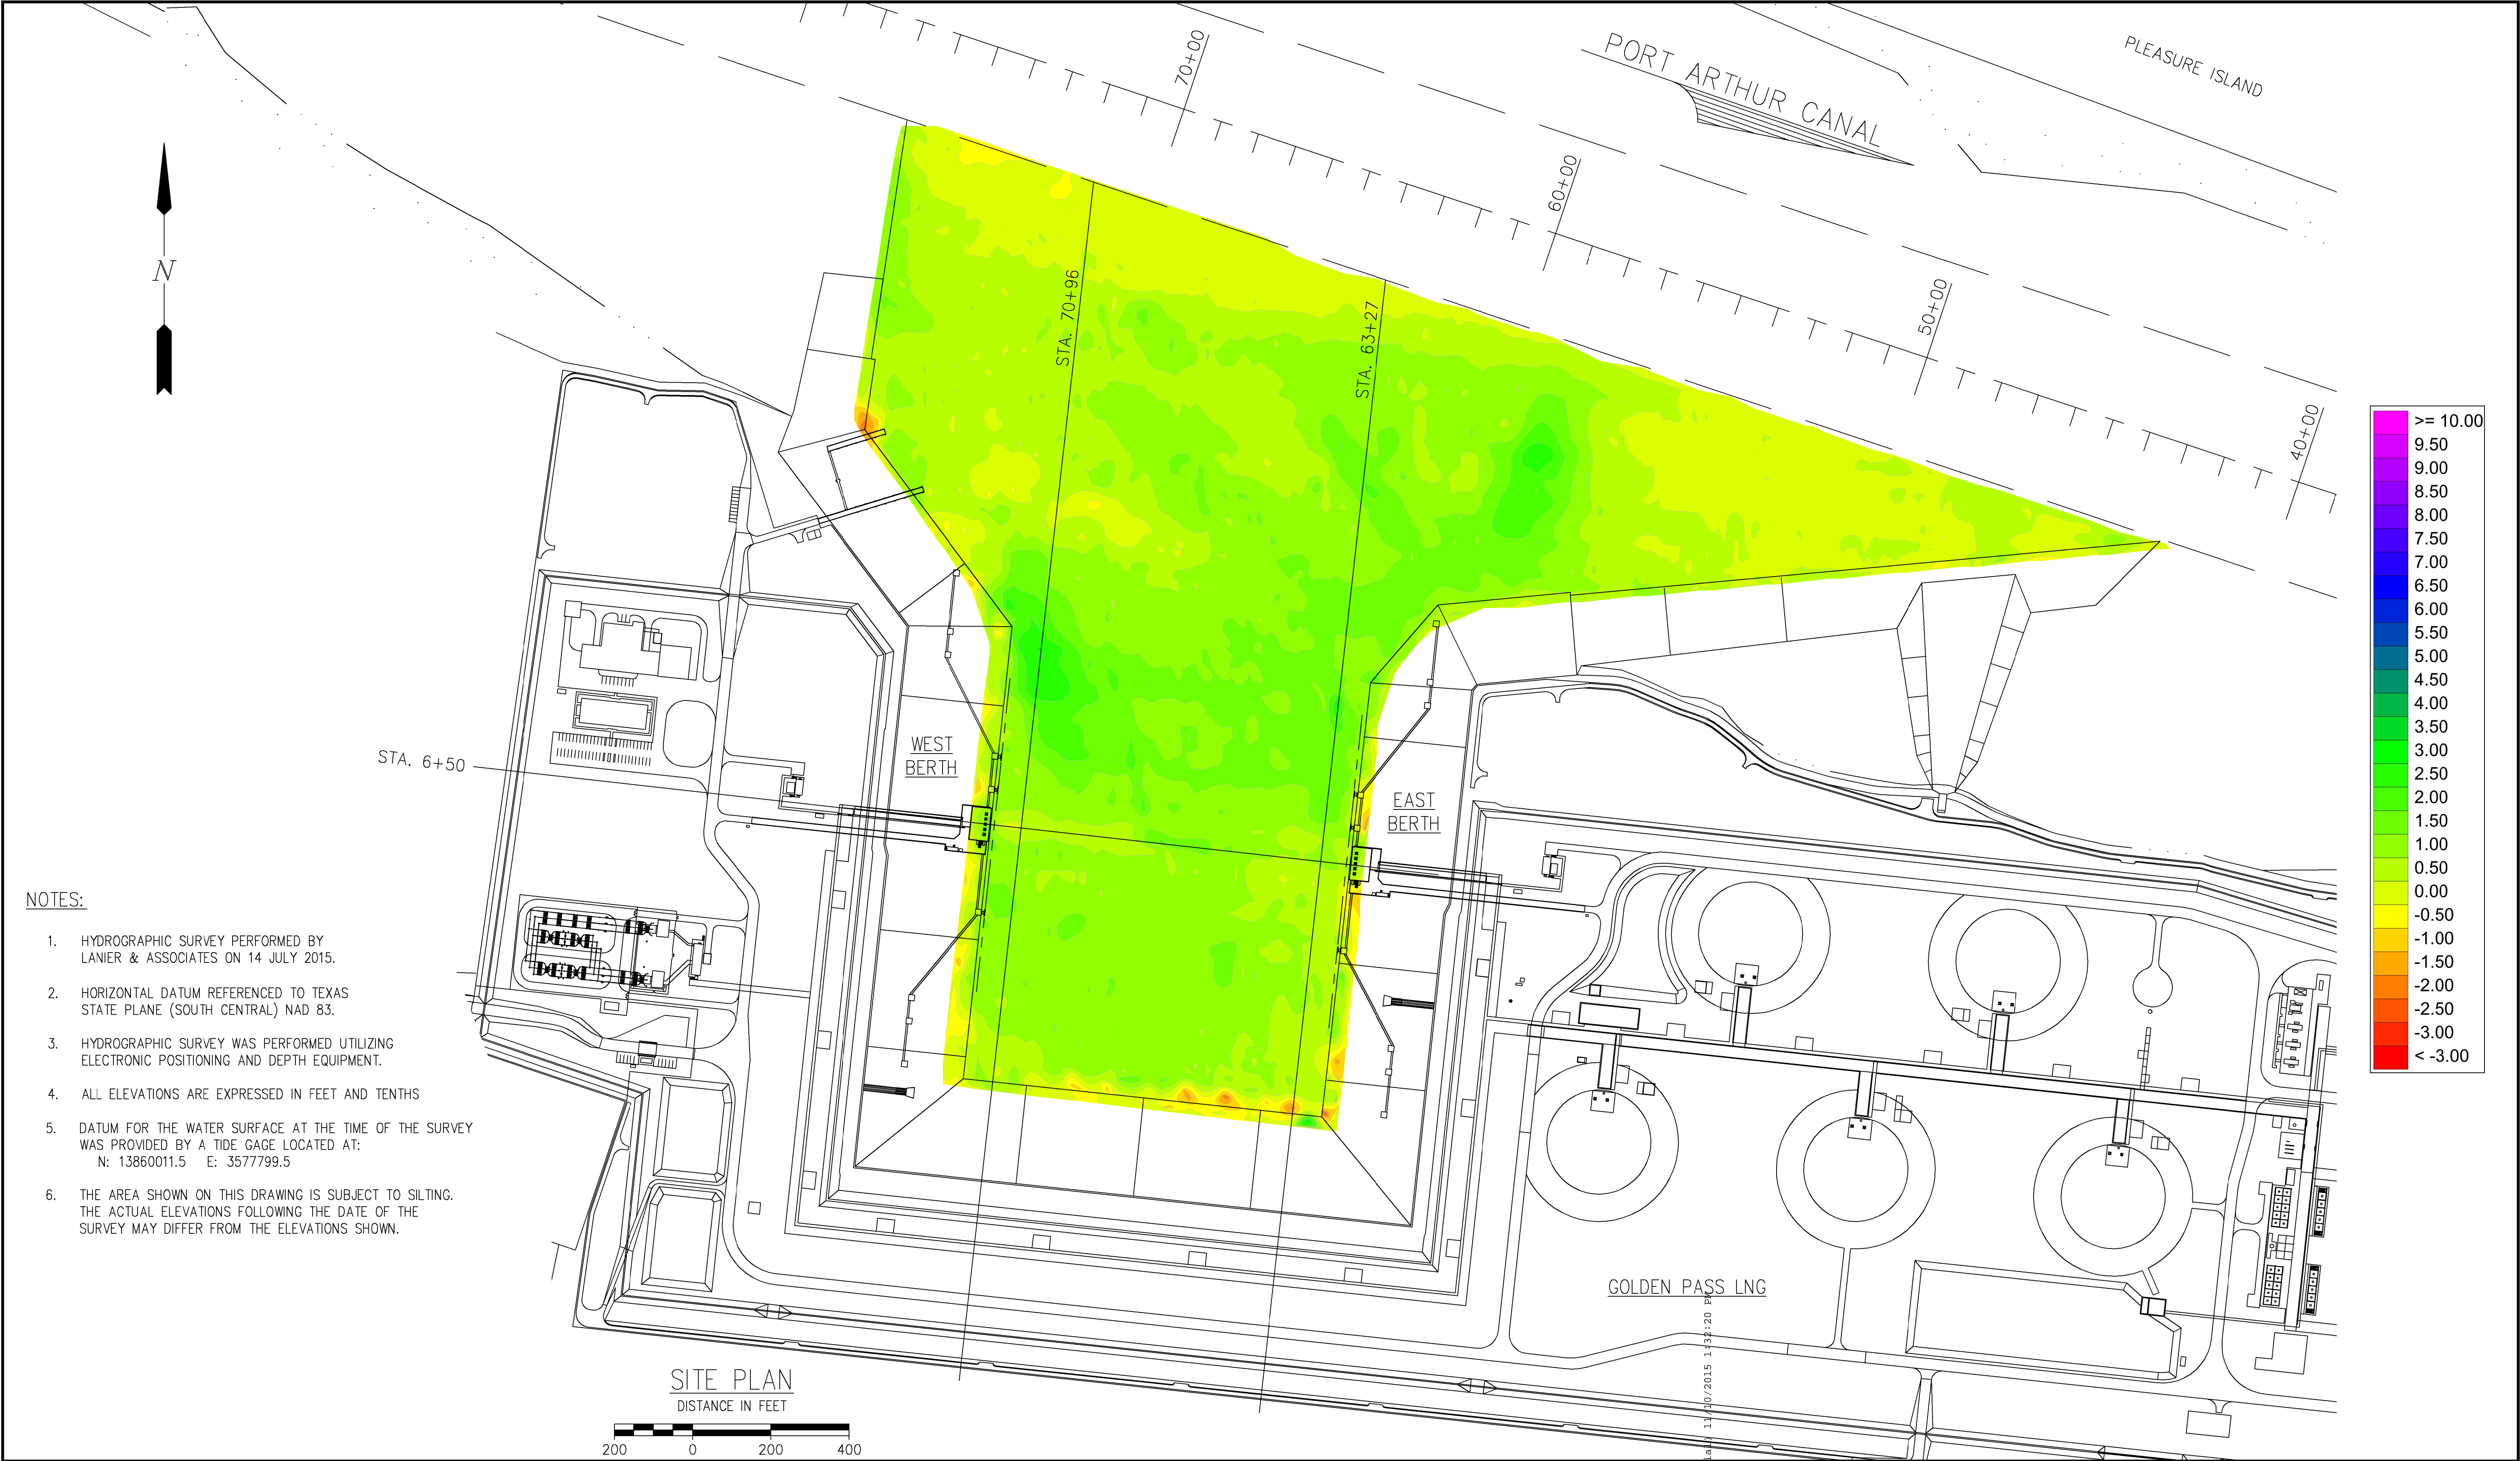 PLEASURE ISLAND
PORT ARTHUR CANAL
70+00
60+00
50+00
40+00
N
STA. 70+96
STA. 63+27
STA. 6+50
WEST
BERTH
EAST
BERTH
>= 10.00
9.50
9.00
8.50
8.00
7.50
7.00
6.50
6.00
5.50
5.00
4.50
4.00
3.50
3.00
2.50
2.00
1.50
1.00
0.50
0.00
-0.50
-1.00
-1.50
-2.00
-2.50
-3.00
< -3.00
NOTES:
1. HYDROGRAPHIC SURVEY PERFORMED BY
LANIER & ASSOCIATES ON 14 JULY 2015.
2. HORIZONTAL DATUM REFERENCED TO TEXAS
STATE PLANE (SOUTH CENTRAL) NAD 83.
3. HYDROGRAPHIC SURVEY WAS PERFORMED UTILIZING
ELECTRONIC POSITIONING AND DEPTH EQUIPMENT.
4. ALL ELEVATIONS ARE EXPRESSED IN FEET AND TENTHS
5. DATUM FOR THE WATER SURFACE AT THE TIME OF THE SURVEY
WAS PROVIDED BY A TIDE GAGE LOCATED AT:
N: 13860011.5 E: 3577799.5
6. THE AREA SHOWN ON THIS DRAWING IS SUBJECT TO SILTING.
THE ACTUAL ELEVATIONS FOLLOWING THE DATE OF THE
SURVEY MAY DIFFER FROM THE ELEVATIONS SHOWN.
GOLDEN PASS LNG
11/10/2015 1:32:20 PM
SITE PLAN
DISTANCE IN FEET
200 0 200 400